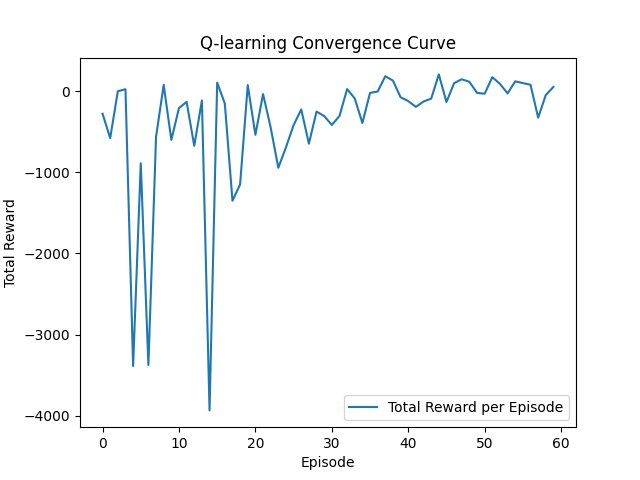 Q-learning Convergence Curve
Total Reward
0
−1000
−2000
−3000
−4000
Total Reward per Episode
0 10 20 30 40 50 60
Episode